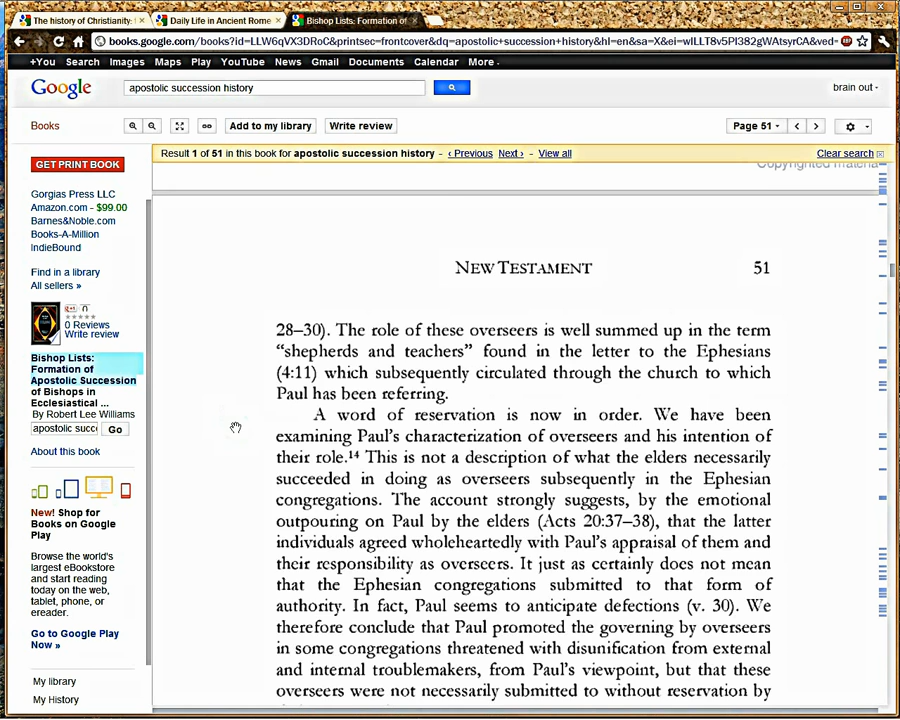 The history of Christianity:
Daily Life in Ancient Rome
Bishop Lists: Formation of
books.google.com/books?id=LLW6qVX3DRoC&printsec=frontcover&dq=apostolic+succession+history&hl=en&sa=X&ei=wILLT8v5PI382gWAtsyrCA&ved=
+You Search Images Maps Play YouTube News Gmail Documents Calendar More
Google
apostolic succession history
brain out
Books
Add to my library
Write review
Page 51
GET PRINT BOOK
Result 1 of 51 in this book for apostolic succession history - ‹ Previous Next › - View all
Clear search
Gorgias Press LLC
Amazon.com - $99.00
Barnes&Noble.com
Books-A-Million
IndieBound
Find in a library
All sellers »
0
0 Reviews
Write review
Bishop Lists:
Formation of
Apostolic Succession
of Bishops in
Ecclesiastical ...
By Robert Lee Williams
apostolic succ
Go
About this book
New! Shop for
Books on Google
Play
Browse the world's
largest eBookstore
and start reading
today on the web,
tablet, phone, or
ereader.
Go to Google Play
Now »
My library
My History
Copyrighted materia
NEW TESTAMENT 51
28–30). The role of these overseers is well summed up in the term
“shepherds and teachers” found in the letter to the Ephesians
(4:11) which subsequently circulated through the church to which
Paul has been referring.
A word of reservation is now in order. We have been
examining Paul’s characterization of overseers and his intention of
their role.14 This is not a description of what the elders necessarily
succeeded in doing as overseers subsequently in the Ephesian
congregations. The account strongly suggests, by the emotional
outpouring on Paul by the elders (Acts 20:37–38), that the latter
individuals agreed wholeheartedly with Paul’s appraisal of them and
their responsibility as overseers. It just as certainly does not mean
that the Ephesian congregations submitted to that form of
authority. In fact, Paul seems to anticipate defections (v. 30). We
therefore conclude that Paul promoted the governing by overseers
in some congregations threatened with disunification from external
and internal troublemakers, from Paul’s viewpoint, but that these
overseers were not necessarily submitted to without reservation by